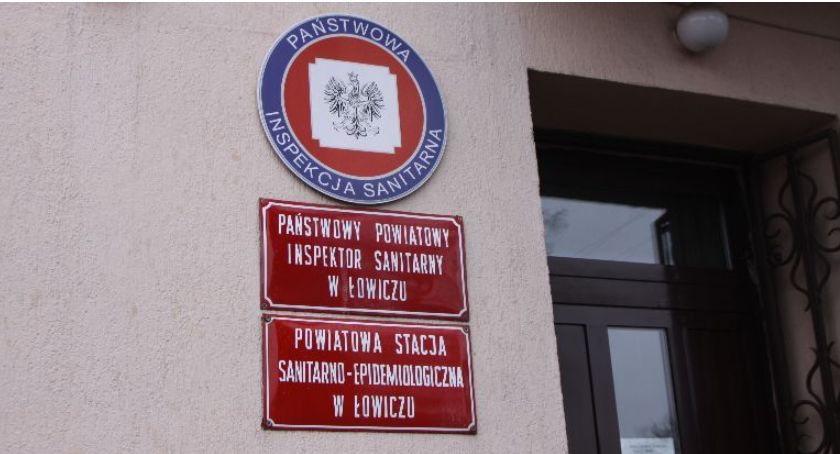 PAŃSTWOWA
INSPEKCJA SANITARNA
PAŃSTWOWY POWIATOWY
INSPEKTOR SANITARNY
W ŁOWICZU
POWIATOWA STACJA
SANITARNO-EPIDEMIOLOGICZNA
W ŁOWICZU